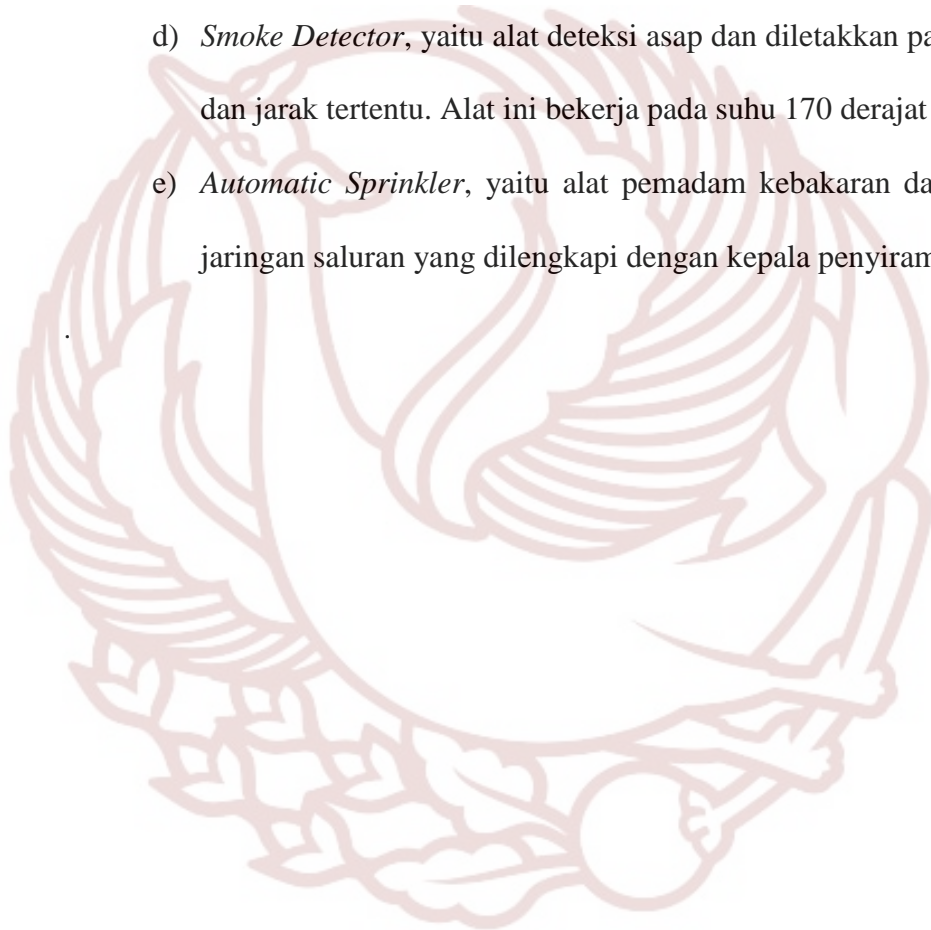 d) Smoke Detector, yaitu alat deteksi asap dan diletakkan pa
dan jarak tertentu. Alat ini bekerja pada suhu 170 derajat
e) Automatic Sprinkler, yaitu alat pemadam kebakaran da
jaringan saluran yang dilengkapi dengan kepala penyiram
.